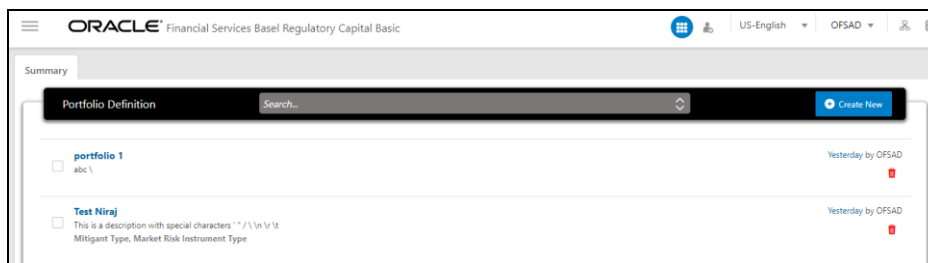 ORACLE® Financial Services Basel Regulatory Capital Basic
US-English
OFSAD
Summary
Portfolio Definition
Search...
Create New
portfolio 1
Yesterday by OFSAD
abc \
Test Niraj
Yesterday by OFSAD
This is a description with special characters ' " / \ \n \r \t
Mitigant Type, Market Risk Instrument Type